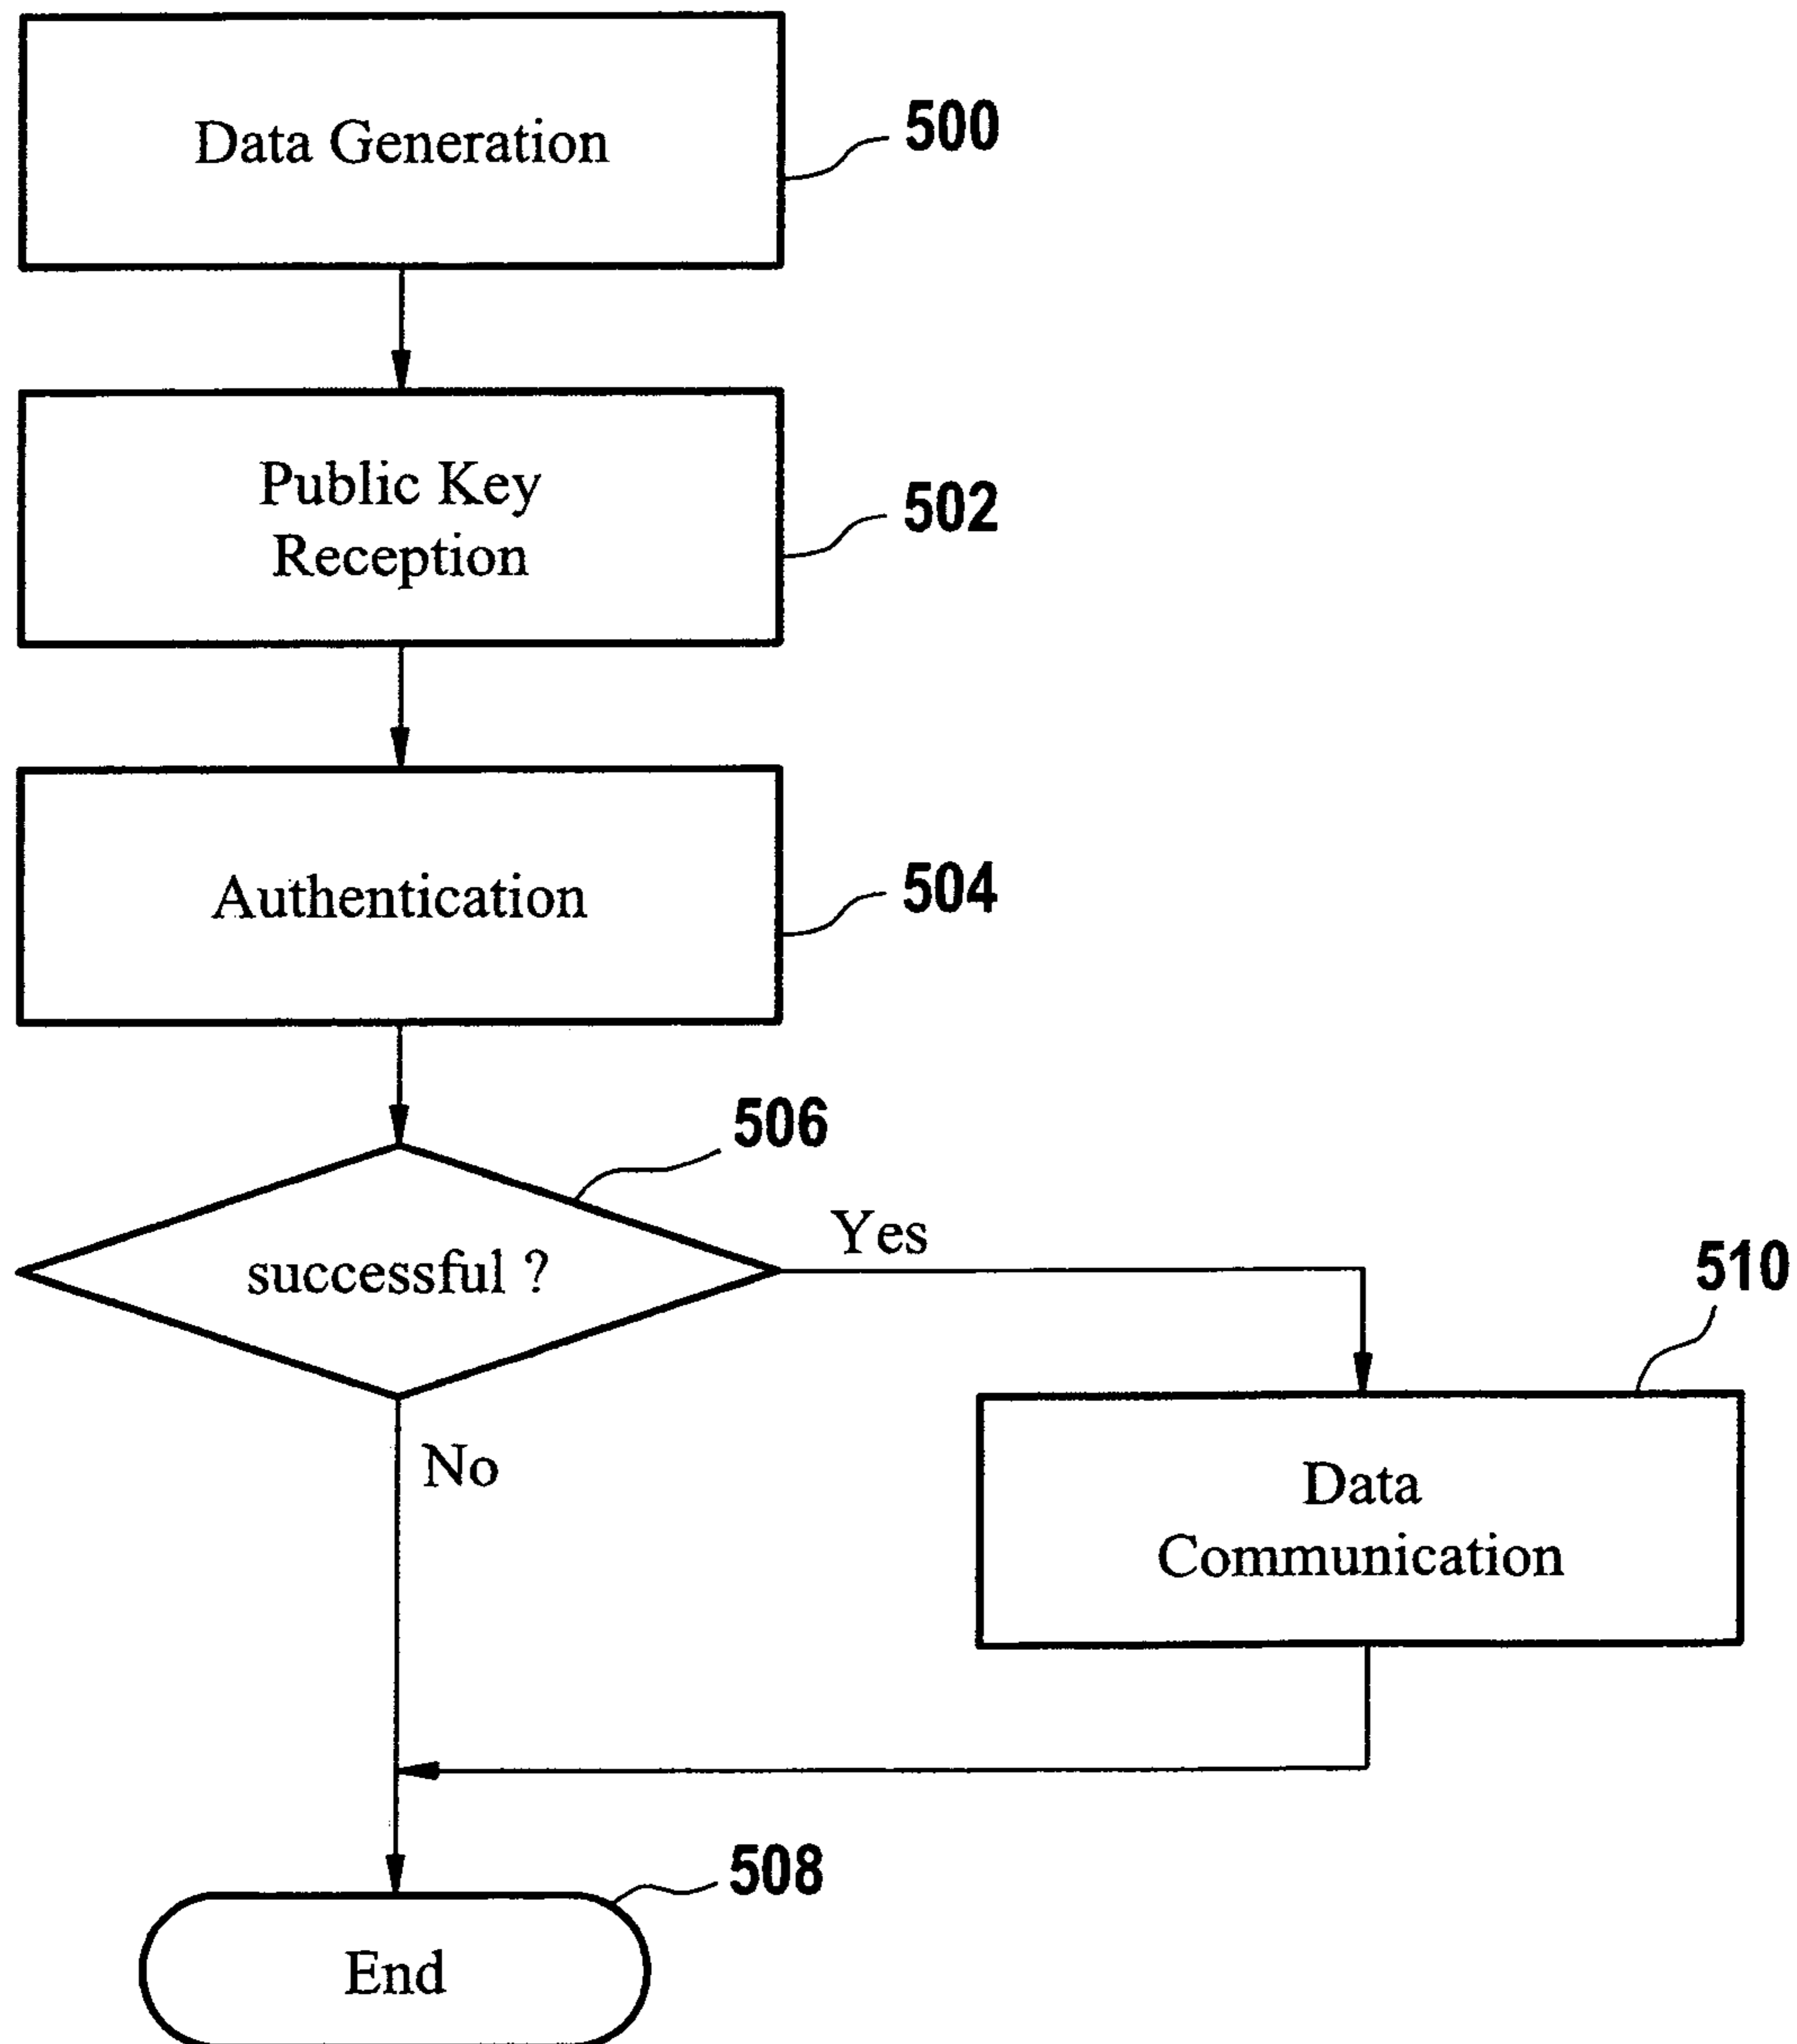 Data Generation
500
Public Key
Reception
502
Authentication
504
506
successful ?
Yes
510
No
Data
Communication
508
End